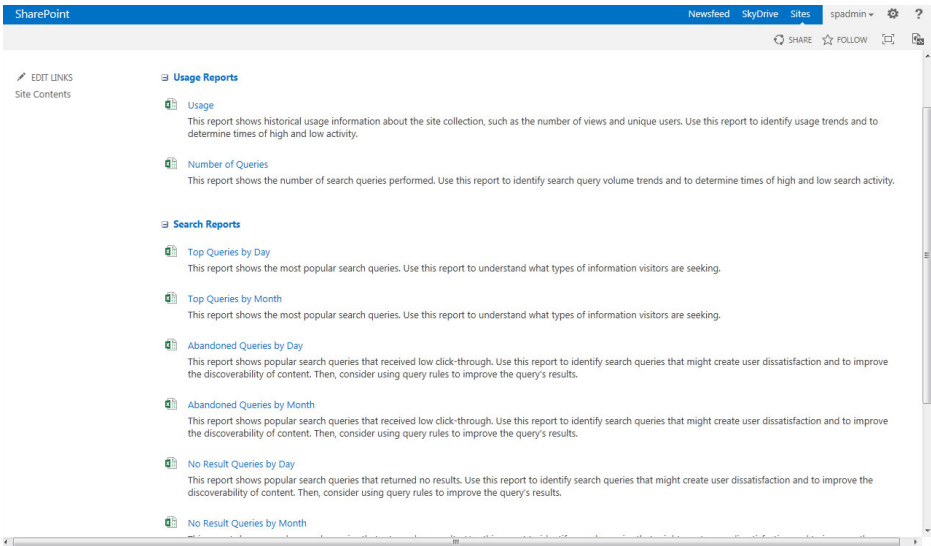 SharePoint
Newsfeed SkyDrive Sites spadmin ?
SHARE FOLLOW
EDIT LINKS
Site Contents
Usage Reports
Usage
This report shows historical usage information about the site collection, such as the number of views and unique users. Use this report to identify usage trends and to
determine times of high and low activity.
Number of Queries
This report shows the number of search queries performed. Use this report to identify search query volume trends and to determine times of high and low search activity.
Search Reports
Top Queries by Day
This report shows the most popular search queries. Use this report to understand what types of information visitors are seeking.
Top Queries by Month
This report shows the most popular search queries. Use this report to understand what types of information visitors are seeking.
Abandoned Queries by Day
This report shows popular search queries that received low click-through. Use this report to identify search queries that might create user dissatisfaction and to improve
the discoverability of content. Then, consider using query rules to improve the query's results.
Abandoned Queries by Month
This report shows popular search queries that received low click-through. Use this report to identify search queries that might create user dissatisfaction and to improve
the discoverability of content. Then, consider using query rules to improve the query's results.
No Result Queries by Day
This report shows popular search queries that returned no results. Use this report to identify search queries that might create user dissatisfaction and to improve the
discoverability of content. Then, consider using query rules to improve the query's results.
No Result Queries by Month